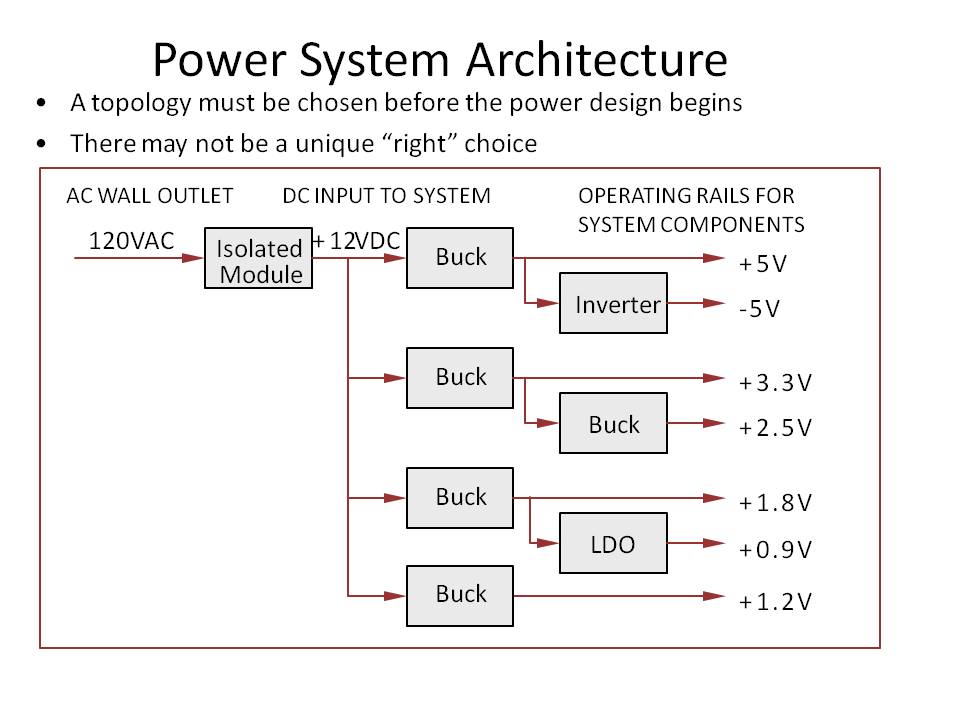 Power System Architecture
• A topology must be chosen before the power design begins
• There may not be a unique “right” choice
AC WALL OUTLET
DC INPUT TO SYSTEM
OPERATING RAILS FOR
SYSTEM COMPONENTS
120VAC
Isolated
Module
+12VDC
Buck
+5V
Inverter
-5V
Buck
+3.3V
Buck
+2.5V
Buck
+1.8V
LDO
+0.9V
Buck
+1.2V